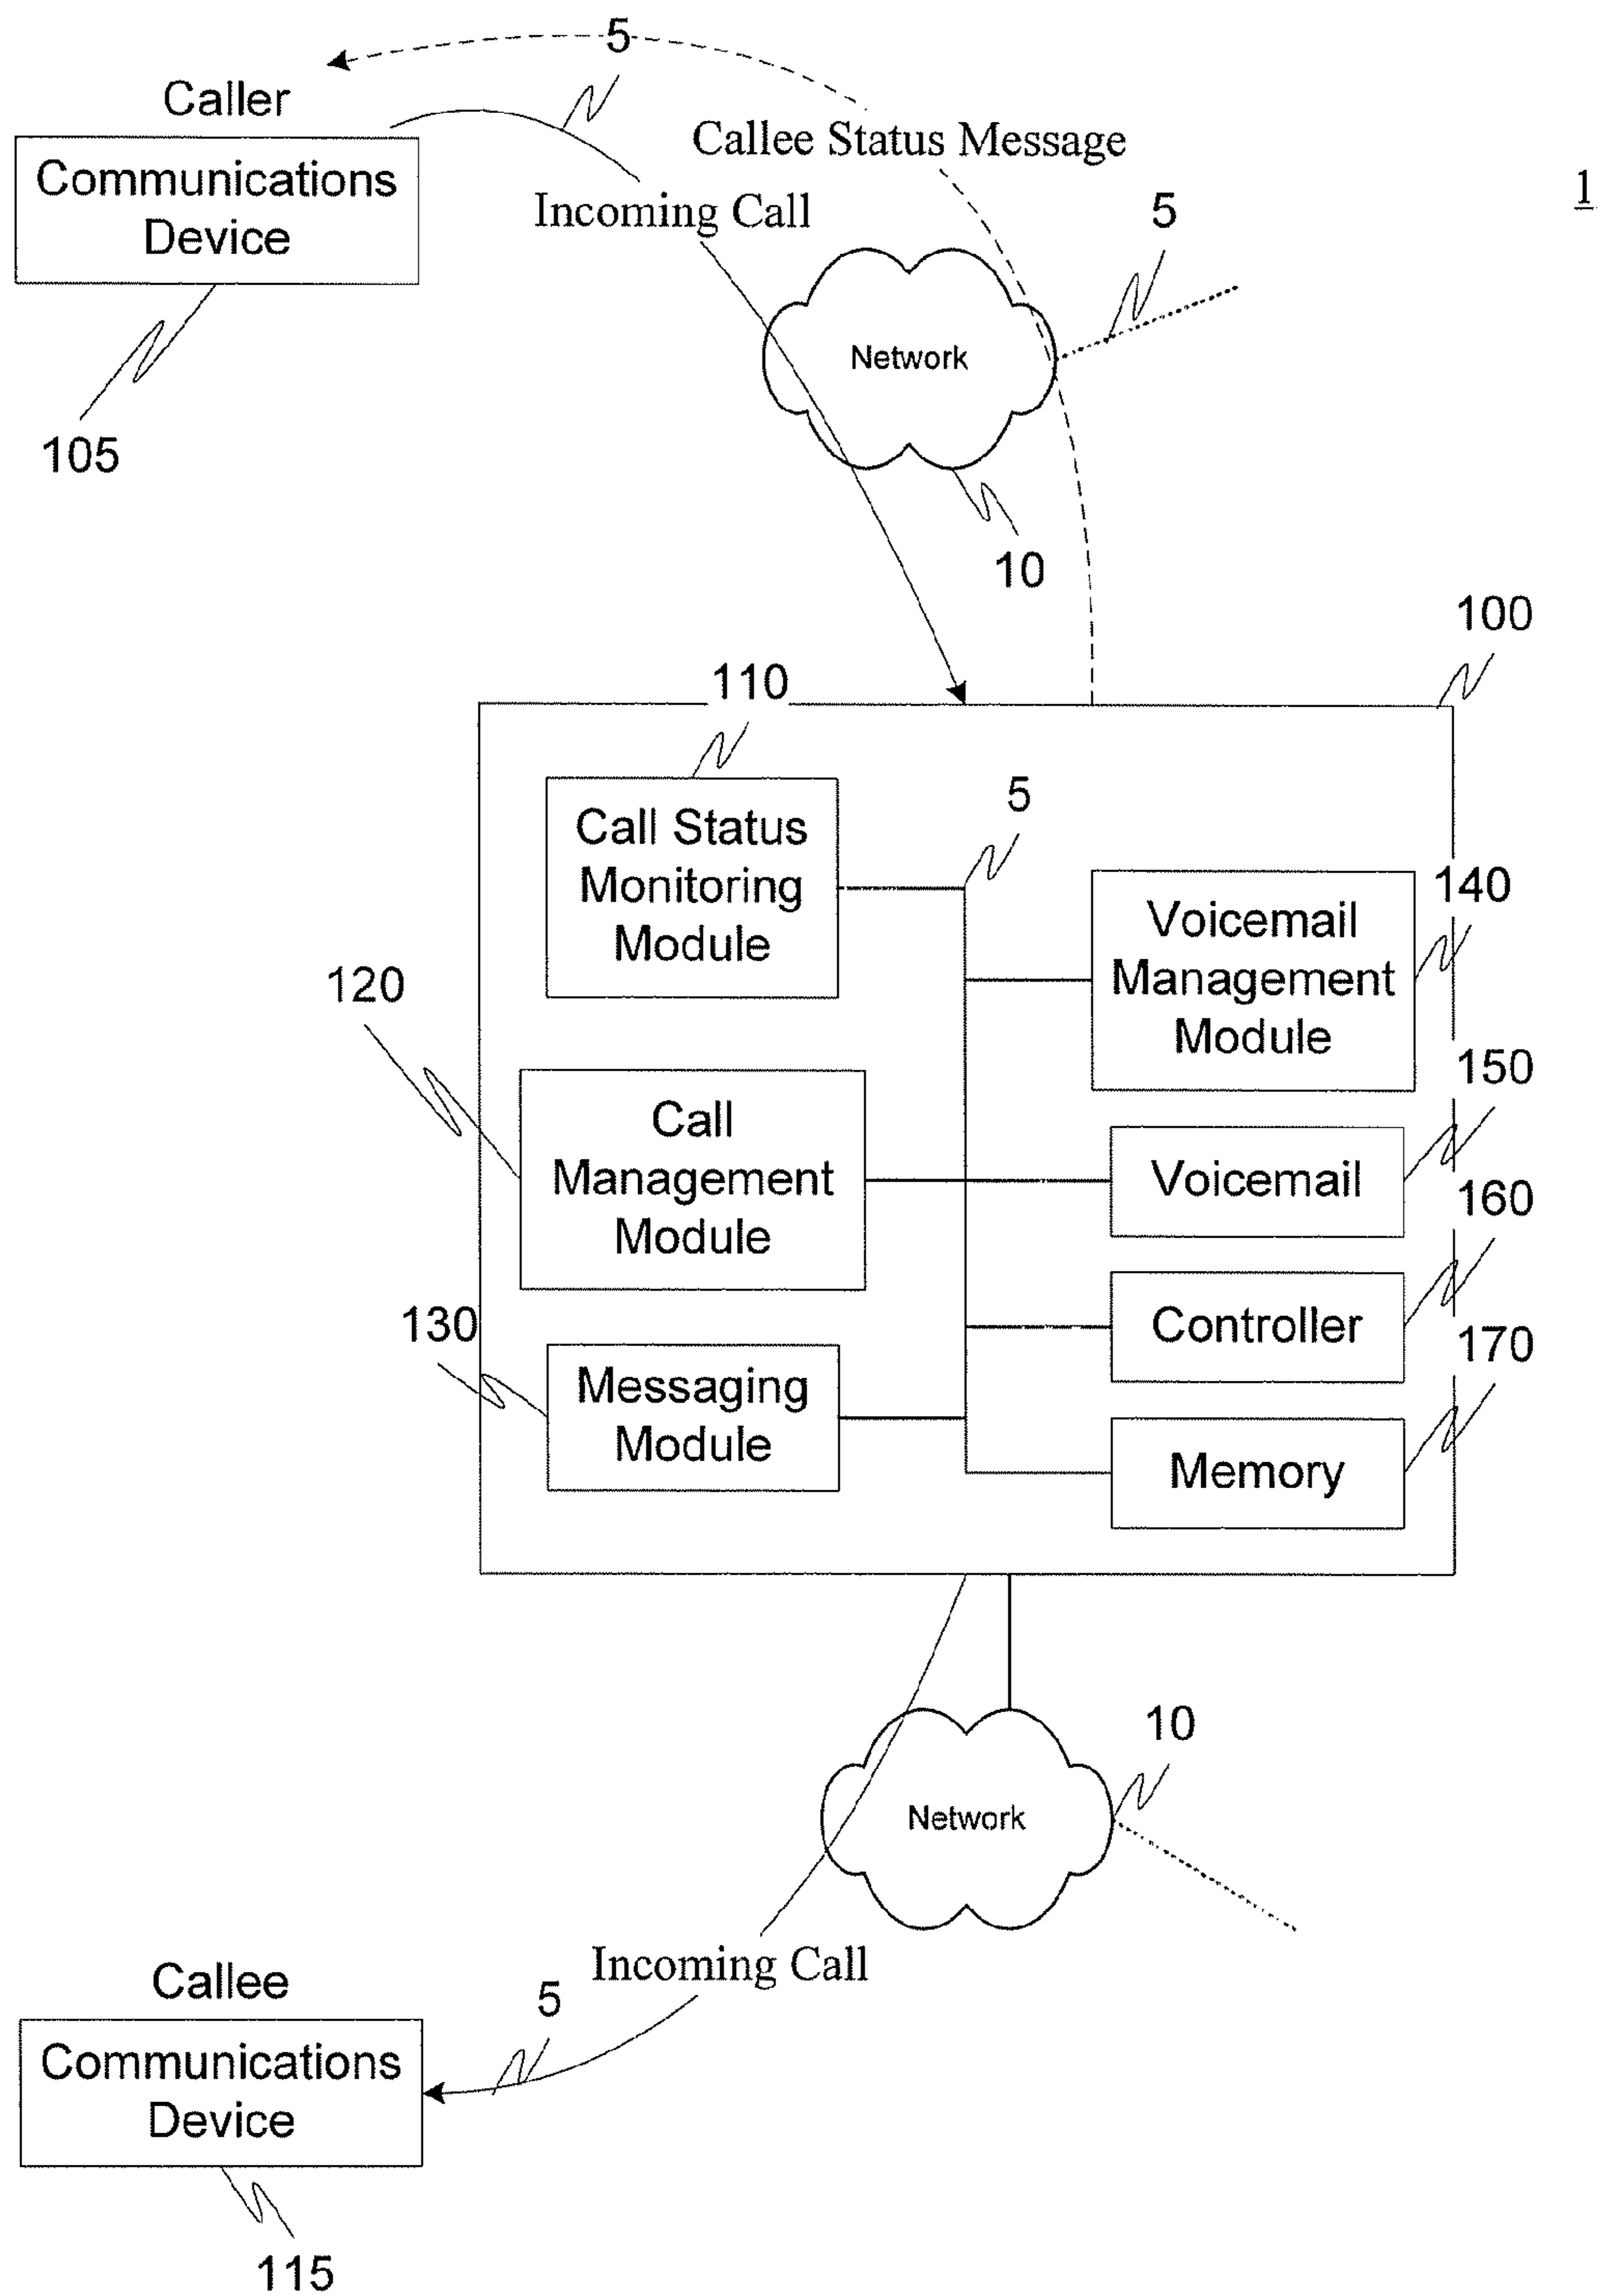 5
Caller
Callee Status Message
Communications
Device
1
Incoming Call
5
Network
105
10
100
110
Call Status
Monitoring
Module
5
140
Voicemail
Management
Module
120
Call
Management
Module
150
Voicemail
160
Controller
130
Messaging
Module
170
Memory
10
Network
Incoming Call
Callee
5
Communications
Device
115